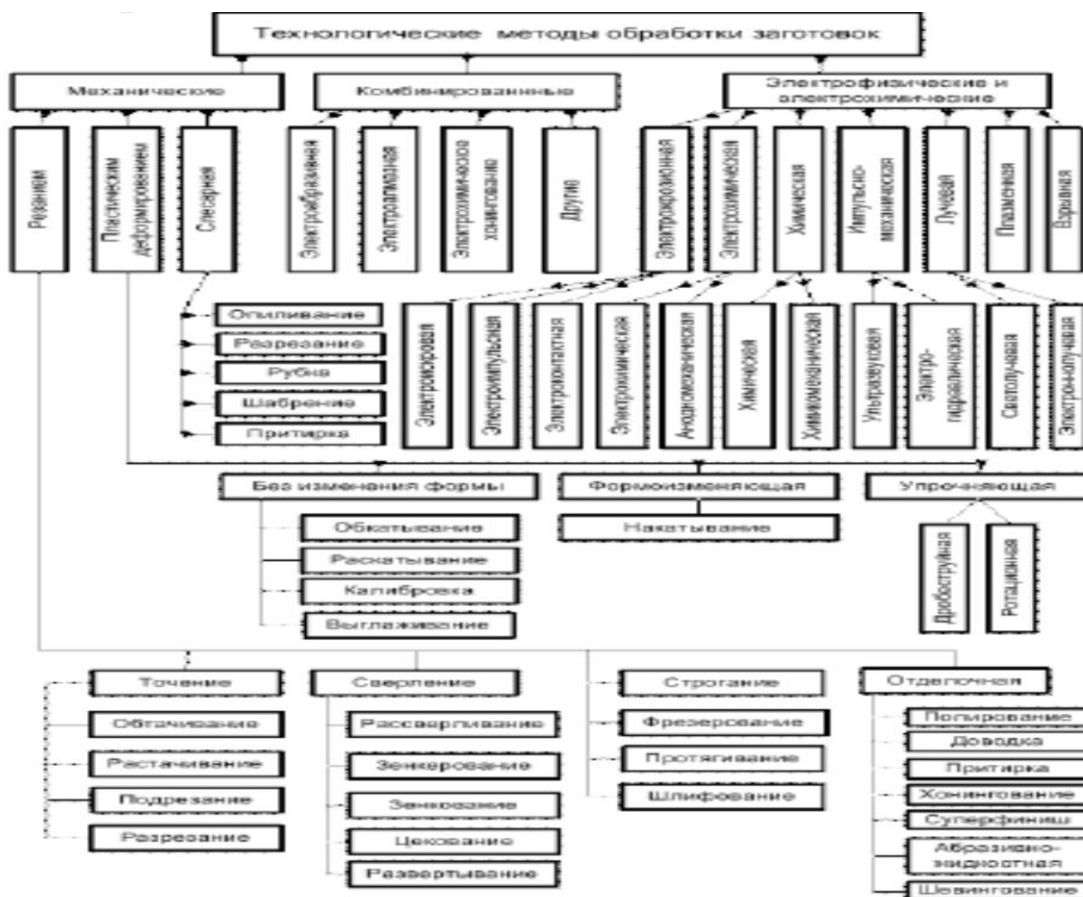 Технологические методы обработки заготовок
Механические
Комбинированнные
Электрофизические и
электрохимические
Резанием
Пластическим
деформированием
Слесарная
Электроабразивная
Электроалмазная
Электрохимическое
хонингование
Другие
Электроэрозионная
Электрохимическая
Химическая
Импульсно-
механическая
Лучевая
Плазменная
Взрывная
Опиливание
Разрезание
Рубка
Шабрение
Притирка
Электроискровая
Электроимпульсная
Электроконтактная
Электрохимическая
Анодномеханическая
Химическая
Химикомеханическая
Ультразвуковая
Электро-
гидравлическая
Светолучевая
Электроннолучевая
Без изменения формы
Формоизменяющая
Упрочняющая
Обкатывание
Раскатывание
Калибровка
Выглаживание
Накатывание
Дробеструйная
Ротационная
Точение
Обтачивание
Растачивание
Подрезание
Разрезание
Сверление
Рассверливание
Зенкерование
Зенкование
Цекование
Развертывание
Строгание
Фрезерование
Протягивание
Шлифование
Отделочная
Полирование
Доводка
Притирка
Хонингование
Суперфиниш
Абразивно-
жидкостная
Шевингование